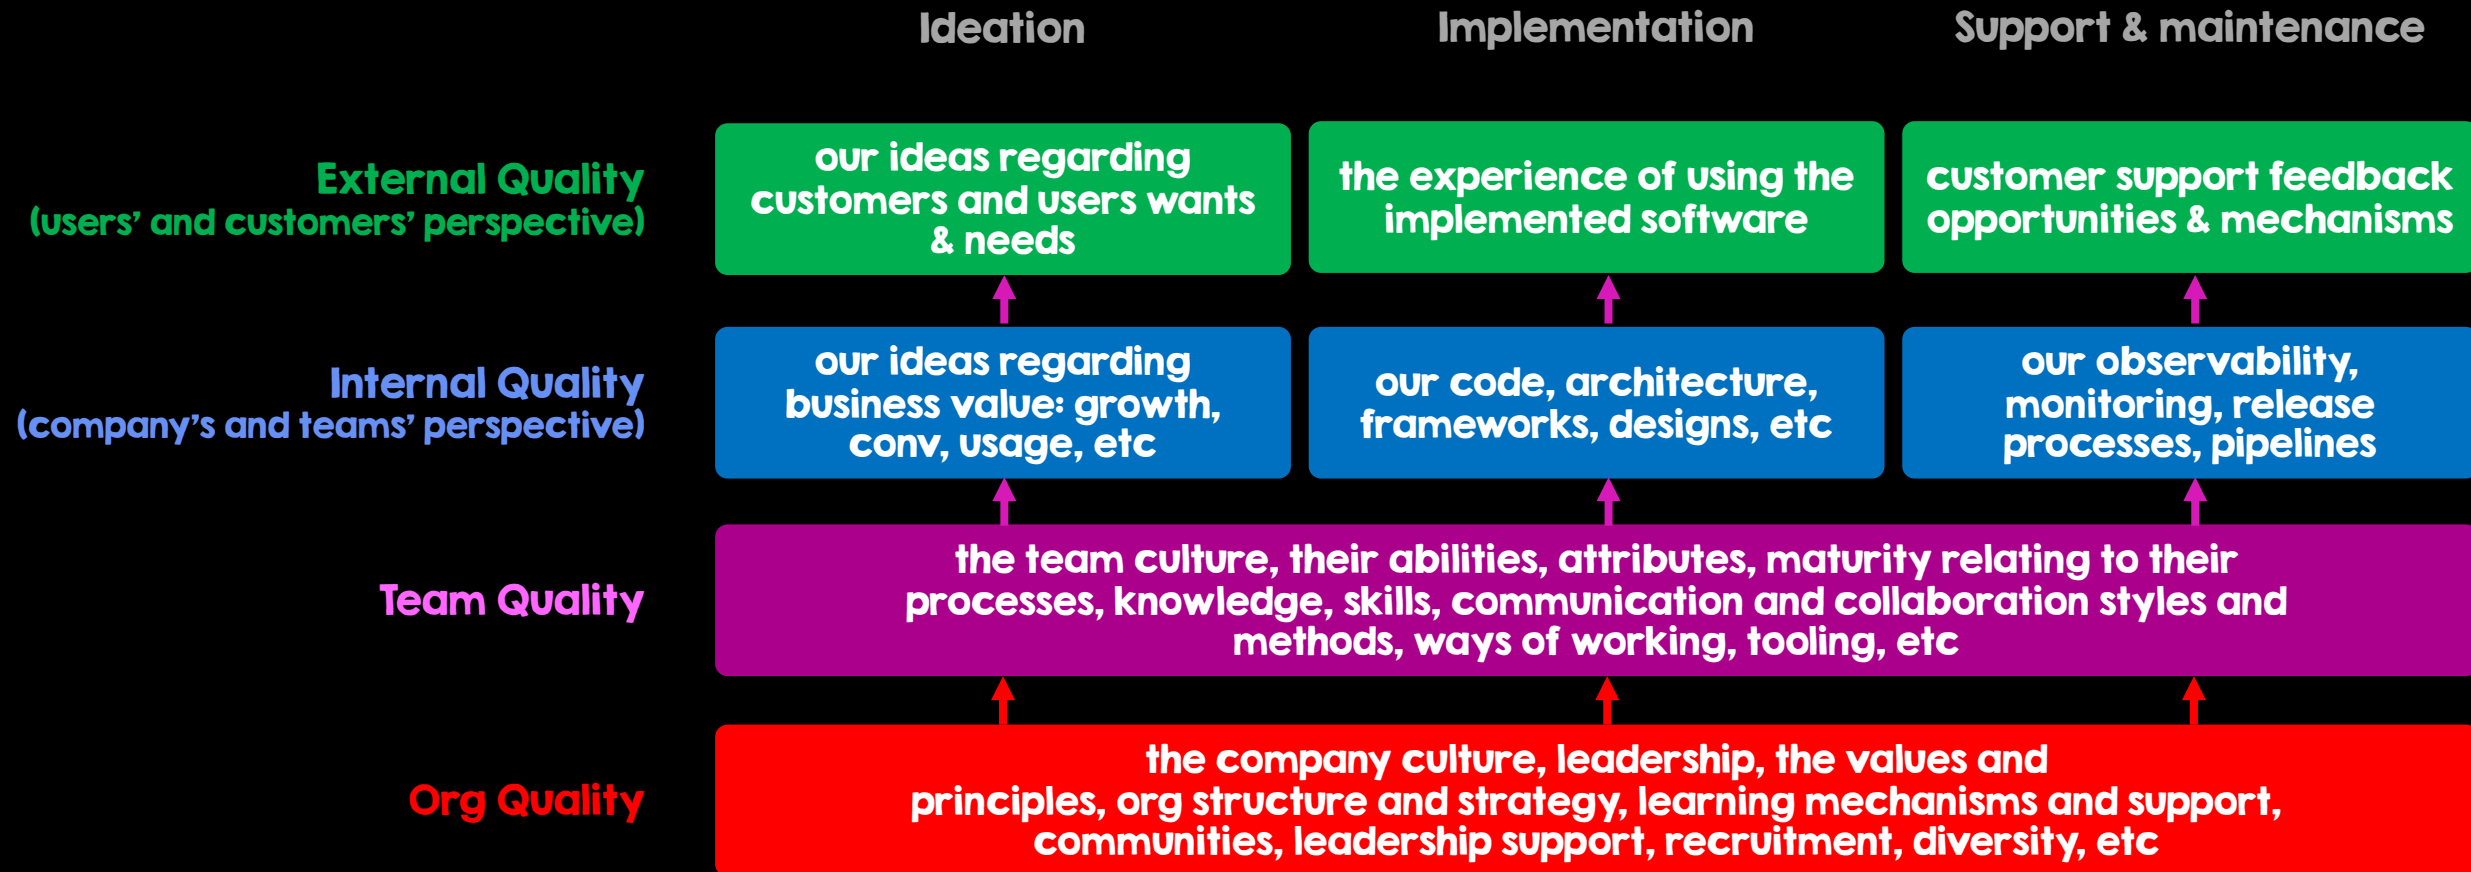 Ideation
Implementation
Support & maintenance
External Quality
(users’ and customers’ perspective)
our ideas regarding
customers and users wants
& needs
the experience of using the
implemented software
customer support feedback
opportunities & mechanisms
Internal Quality
(company’s and teams’ perspective)
our ideas regarding
business value: growth,
conv, usage, etc
our code, architecture,
frameworks, designs, etc
our observability,
monitoring, release
processes, pipelines
Team Quality
the team culture, their abilities, attributes, maturity relating to their
processes, knowledge, skills, communication and collaboration styles and
methods, ways of working, tooling, etc
Org Quality
the company culture, leadership, the values and
principles, org structure and strategy, learning mechanisms and support,
communities, leadership support, recruitment, diversity, etc